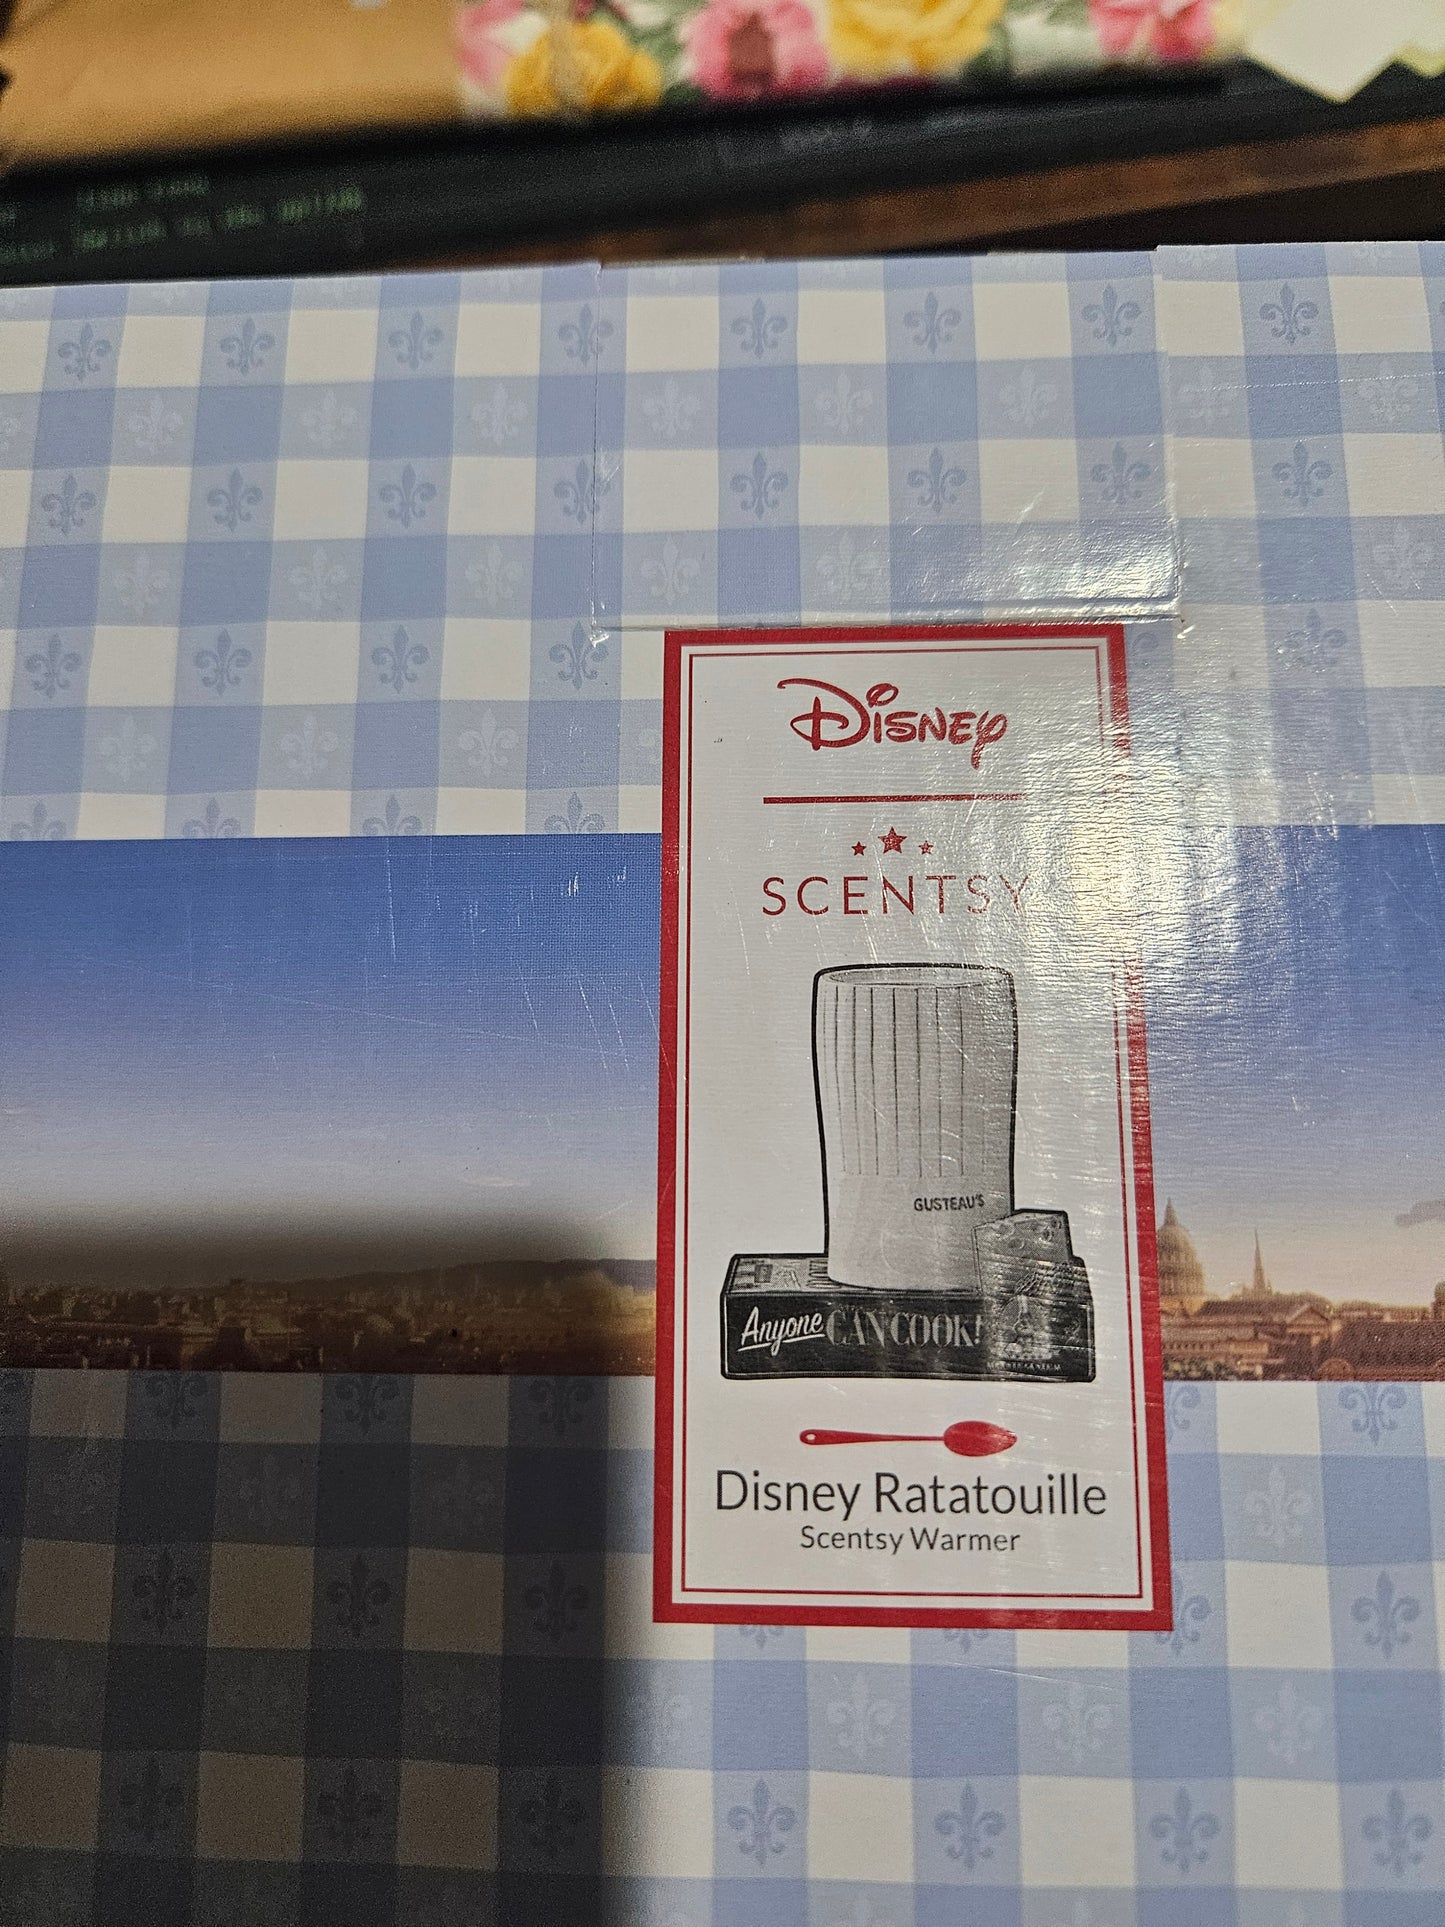 Disney
SCENTSY
GUSTEAU'S
Anyone CAN COOK!
Disney Ratatouille
Scentsy Warmer